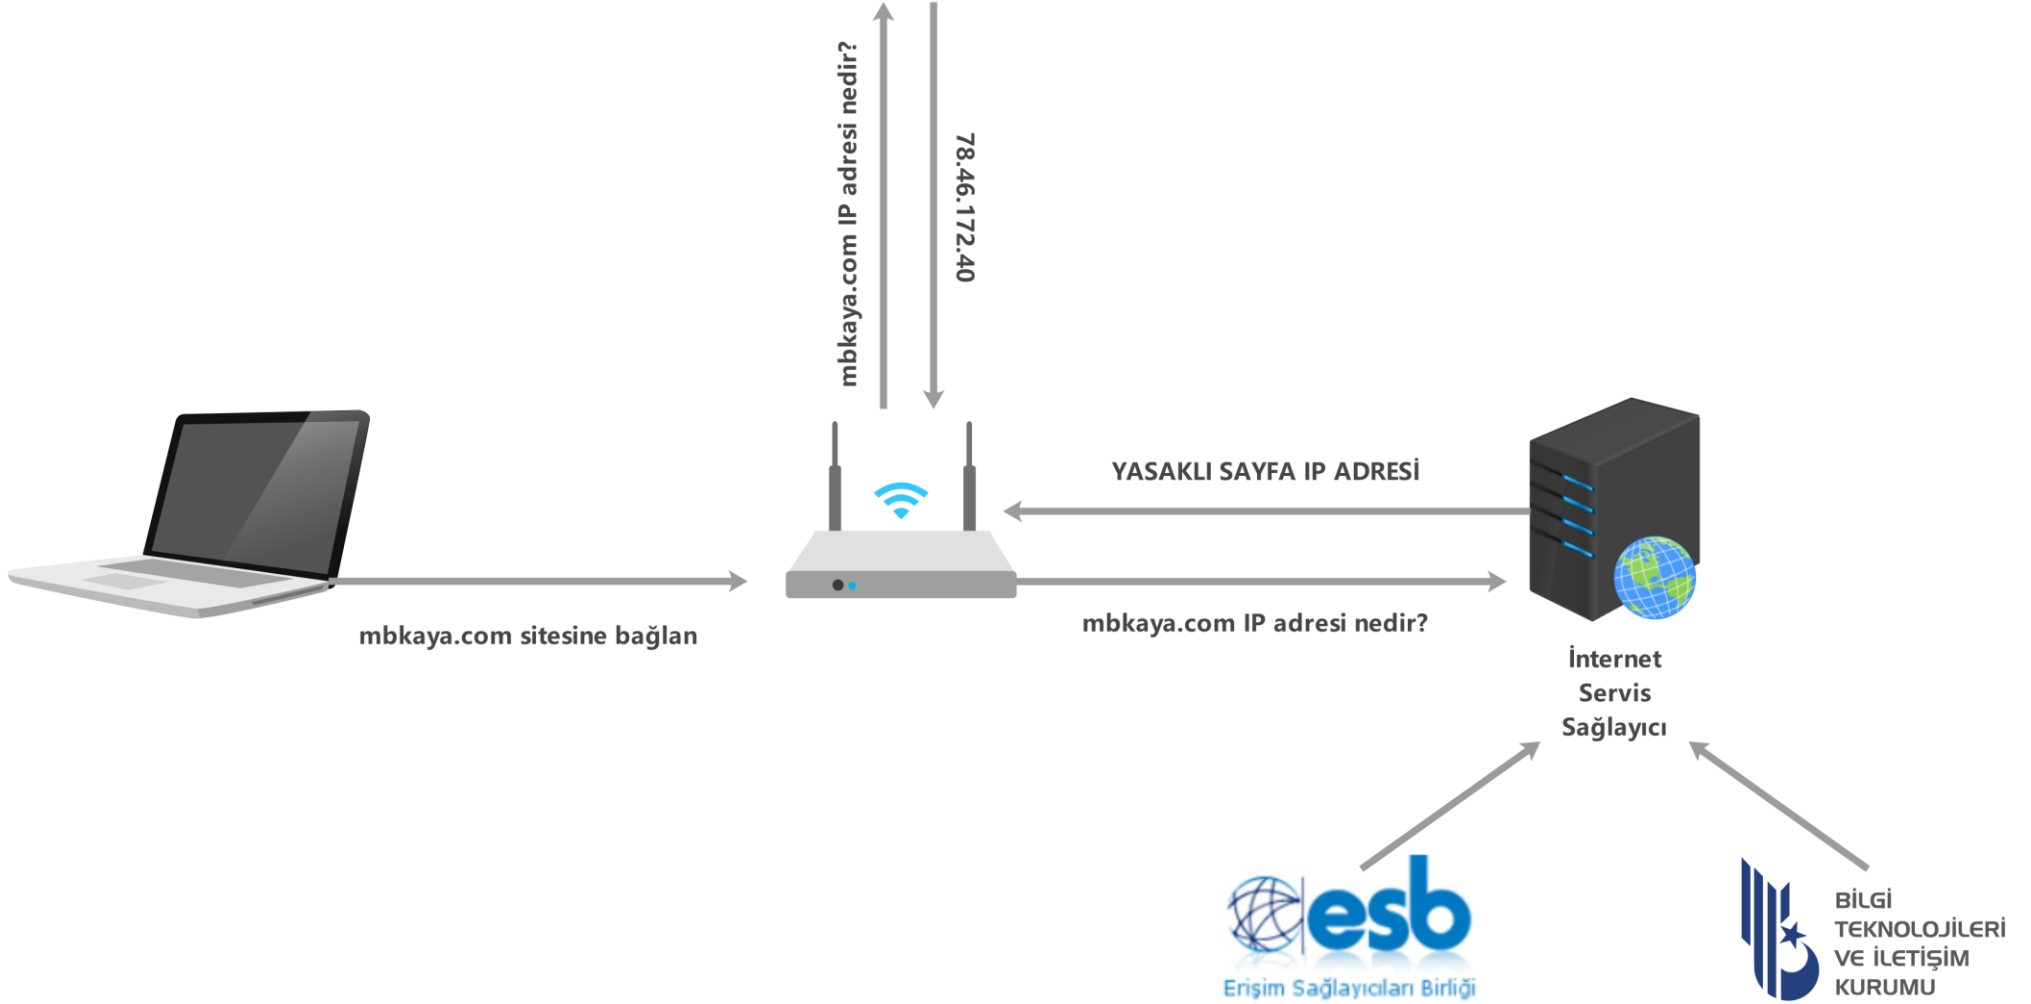 mbkaya.com IP adresi nedir?
78.46.172.40
YASAKLI SAYFA IP ADRESİ
mbkaya.com sitesine bağlan
mbkaya.com IP adresi nedir?
İnternet
Servis
Sağlayıcı
esb
Erişim Sağlayıcıları Birliği
BİLGİ
TEKNOLOJİLERİ
VE İLETİŞİM
KURUMU